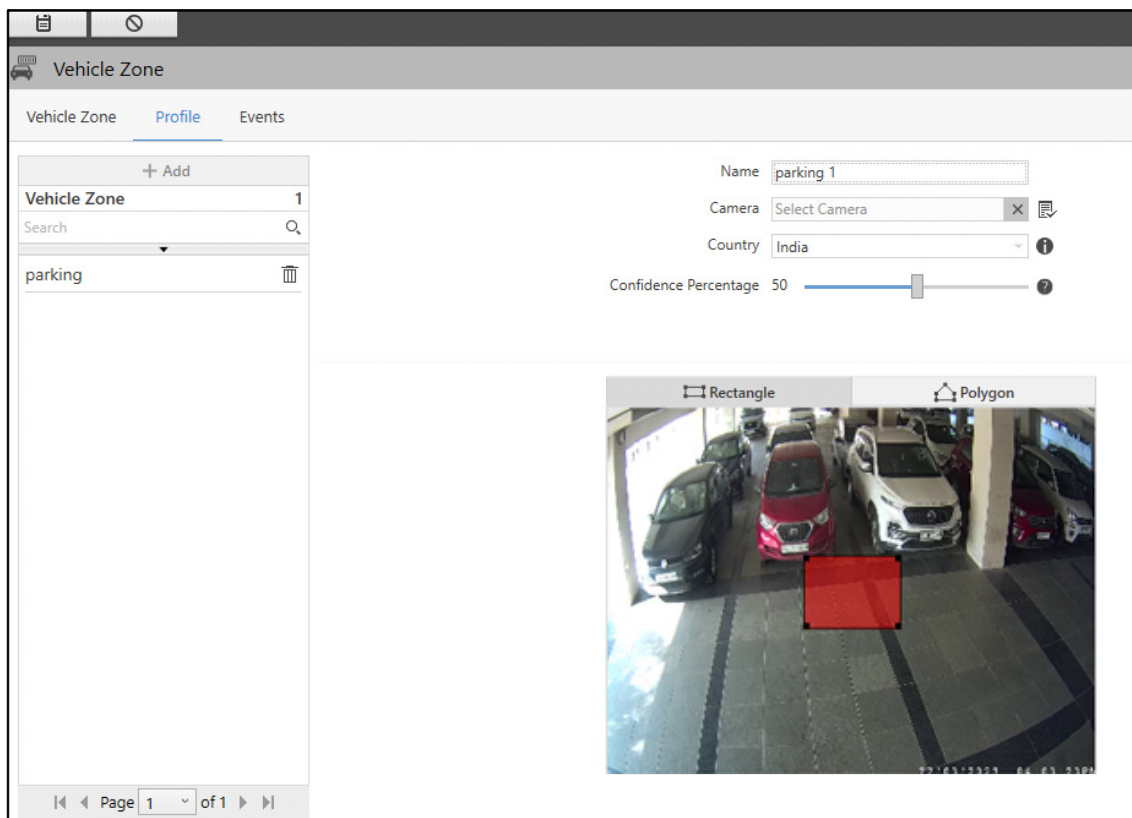 Vehicle Zone
Vehicle Zone Profile Events
+ Add
Vehicle Zone 1
Search
parking
Page 1 of 1
Name parking 1
Camera Select Camera
Country India
Confidence Percentage 50
Rectangle Polygon